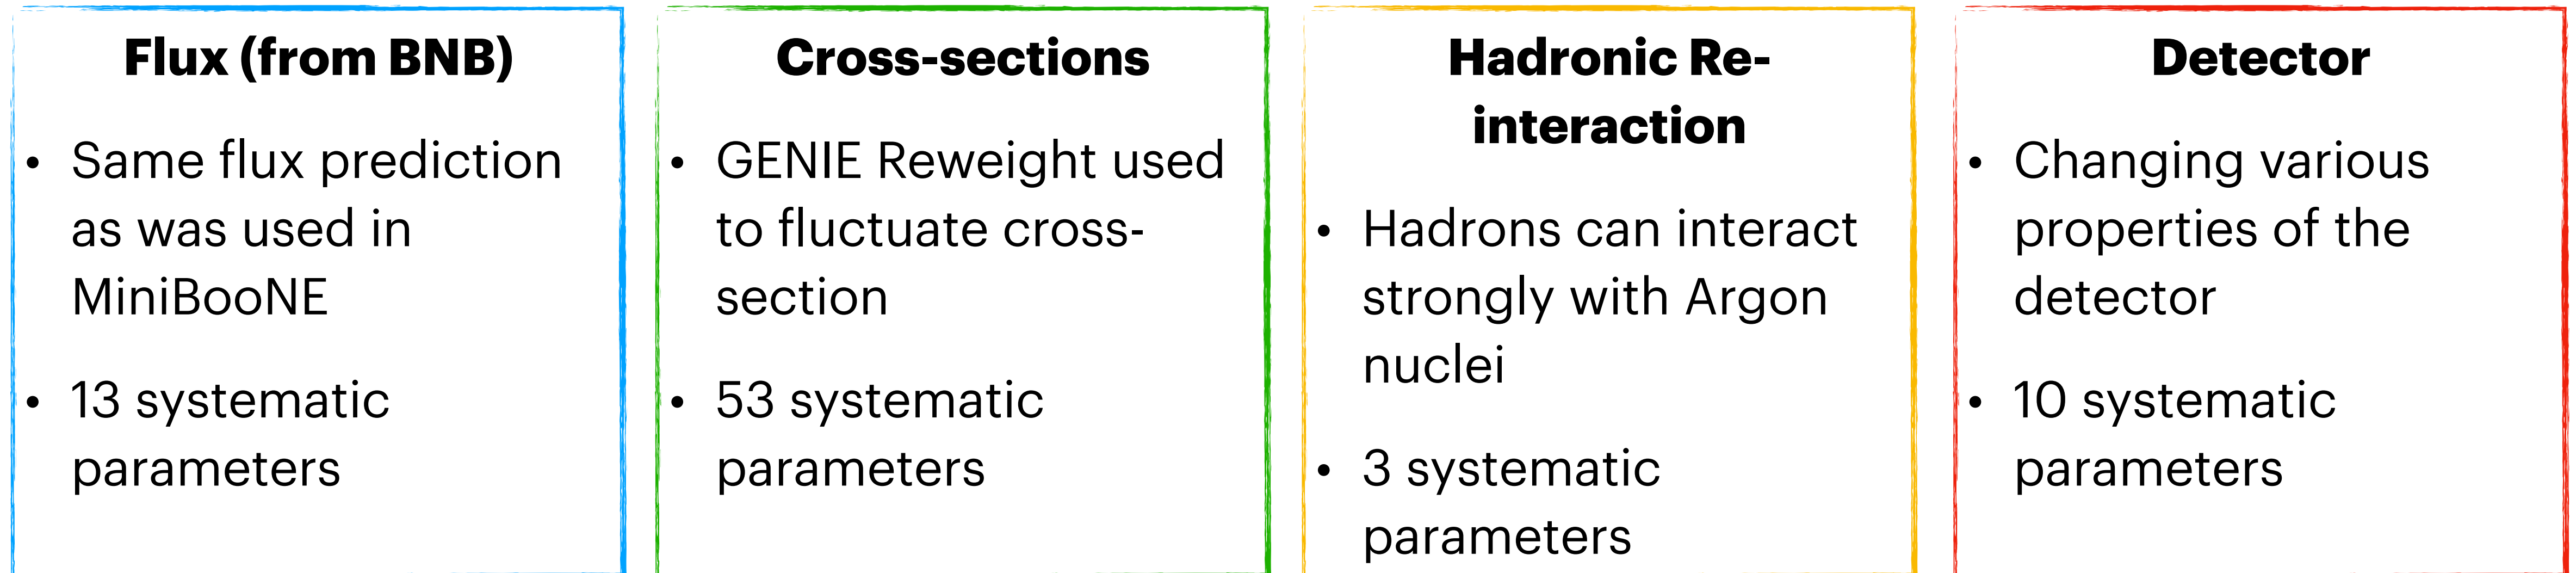 Flux (from BNB)
• Same flux prediction
as was used in
MiniBooNE
• 13 systematic
parameters
Cross-sections
• GENIE Reweight used
to fluctuate cross-
section
• 53 systematic
parameters
Hadronic Re-
interaction
• Hadrons can interact
strongly with Argon
nuclei
• 3 systematic
parameters
Detector
• Changing various
properties of the
detector
• 10 systematic
parameters